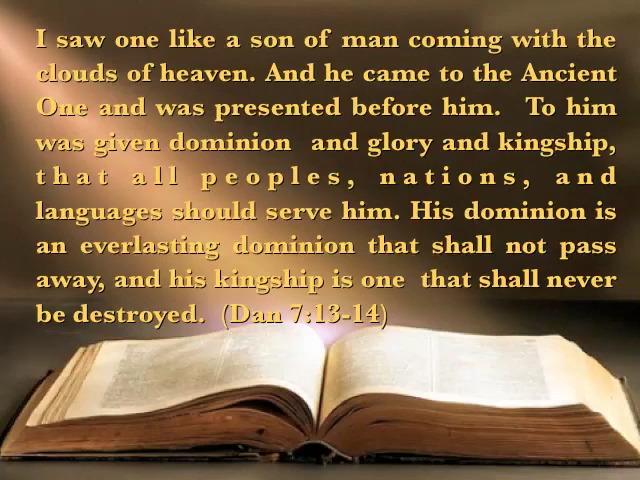 I saw one like a son of man coming with the
clouds of heaven. And he came to the Ancient
One and was presented before him. To him
was given dominion and glory and kingship,
that all peoples, nations, and
languages should serve him. His dominion is
an everlasting dominion that shall not pass
away, and his kingship is one that shall never
be destroyed. (Dan 7:13-14)